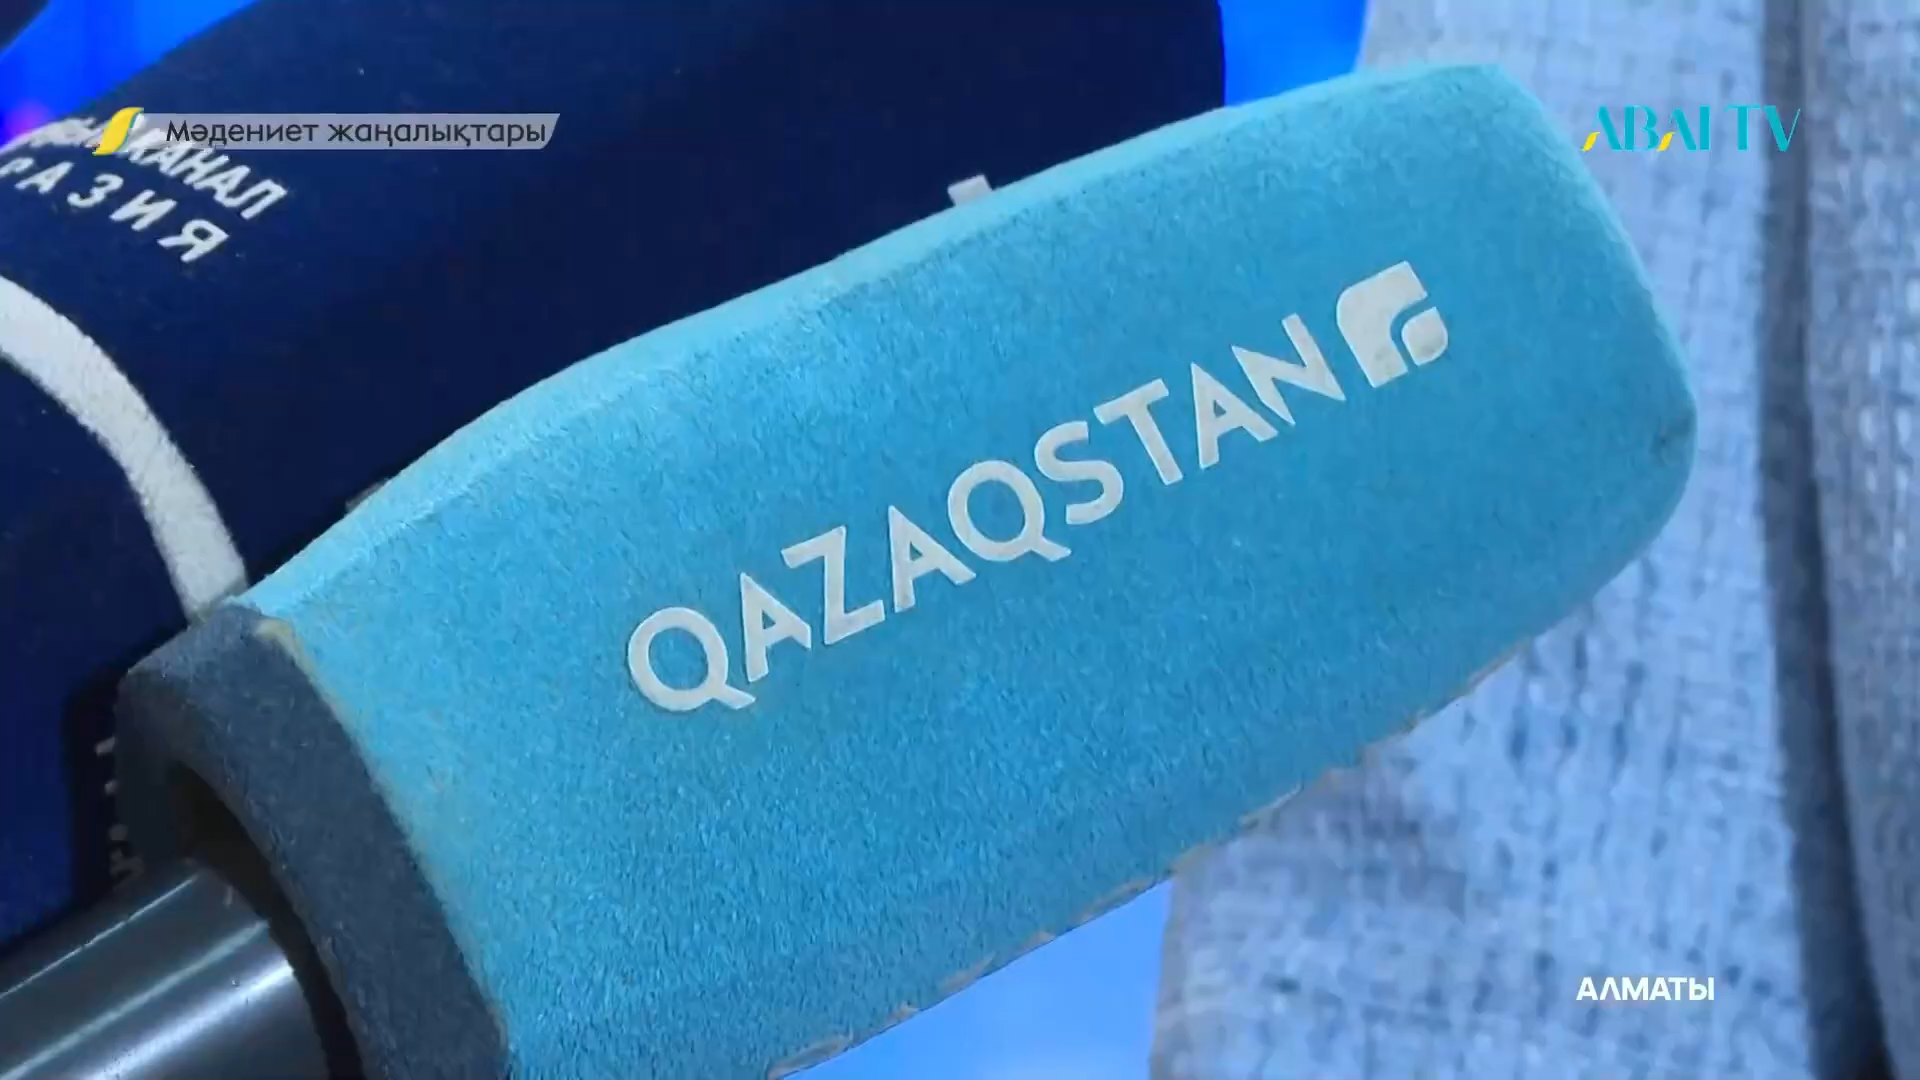 Мәдениет жаңалықтары
ABAI TV
КАНАЛ
РАЗИЯ
QAZAQSTAN
АЛМАТЫ